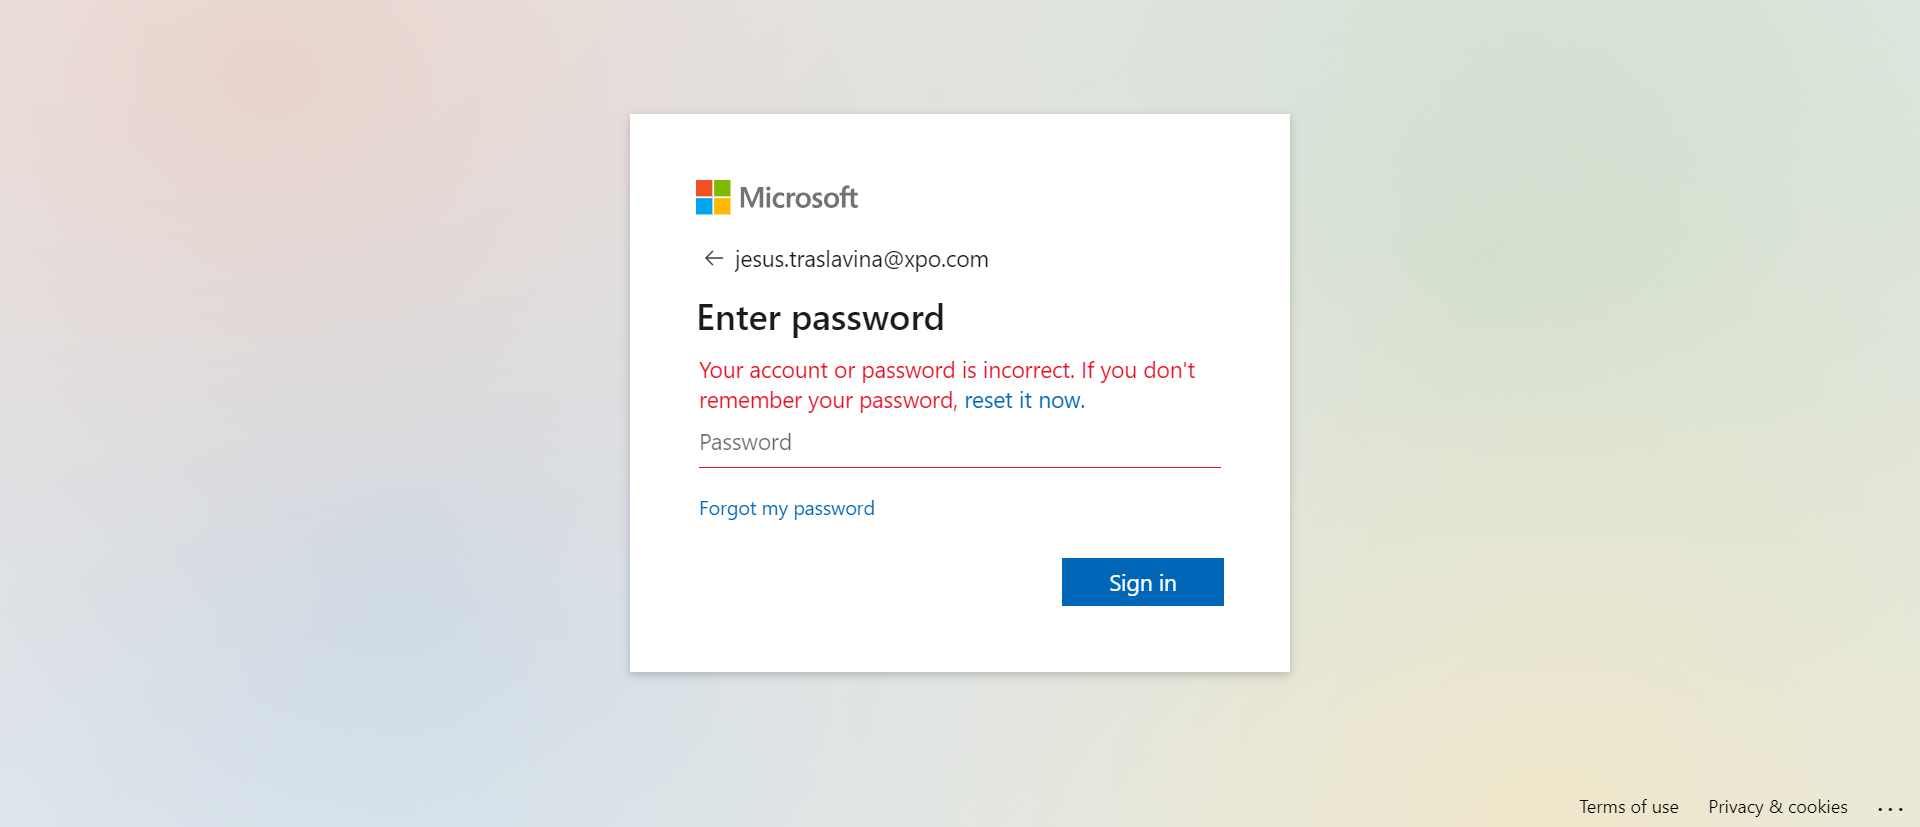 Microsoft
← jesus.traslavina@xpo.com
Enter password
Your account or password is incorrect. If you don't
remember your password, reset it now.
Password
Forgot my password
Sign in
Terms of use Privacy & cookies ...